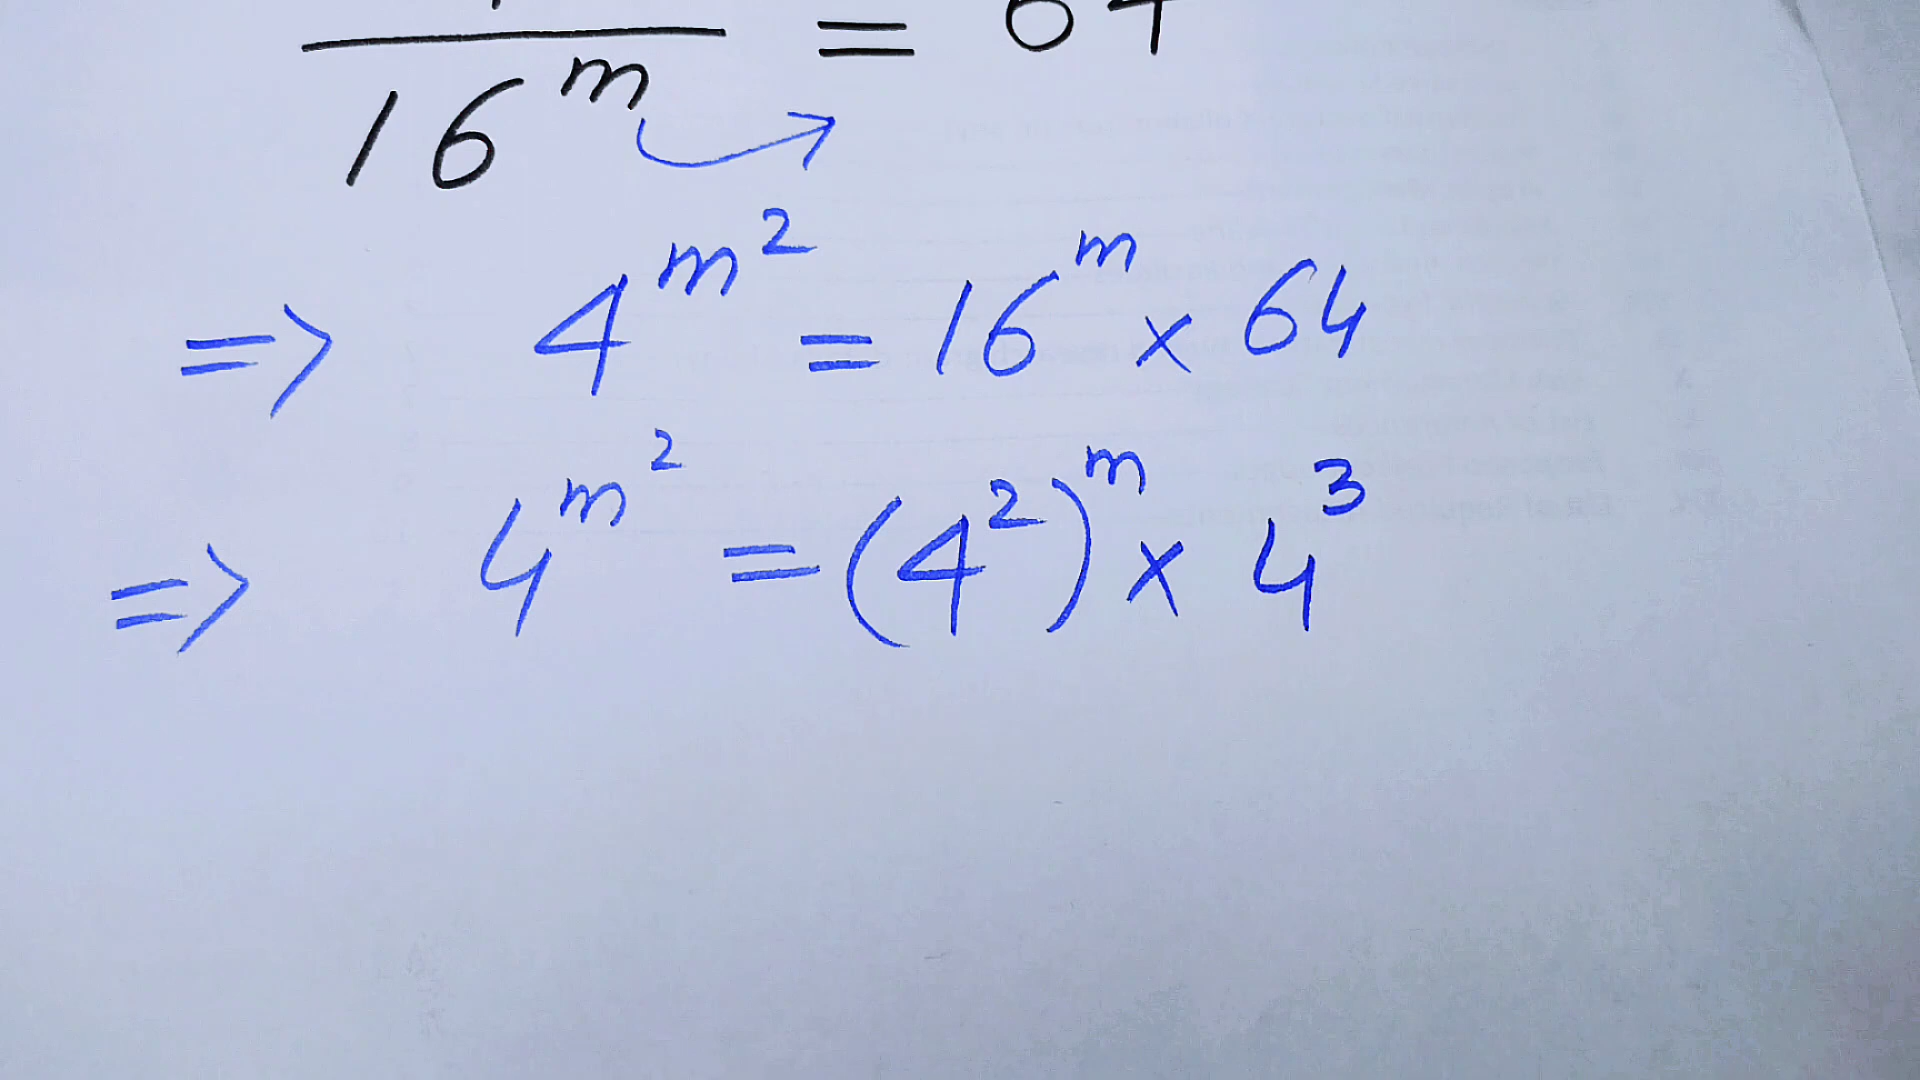 16^m = 64
=> 4^m^2 = 16^m × 64
=> 4^m^2 = (4^2)^m × 4^3